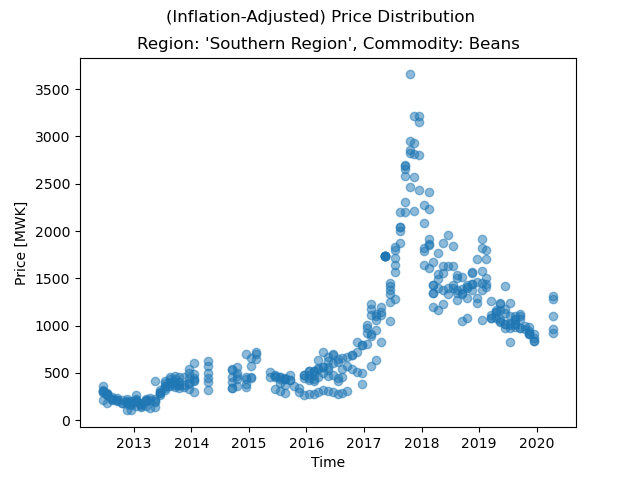 (Inflation-Adjusted) Price Distribution
Region: 'Southern Region', Commodity: Beans
Price [MWK]
3500
3000
2500
2000
1500
1000
500
0
2013 2014 2015 2016 2017 2018 2019 2020
Time